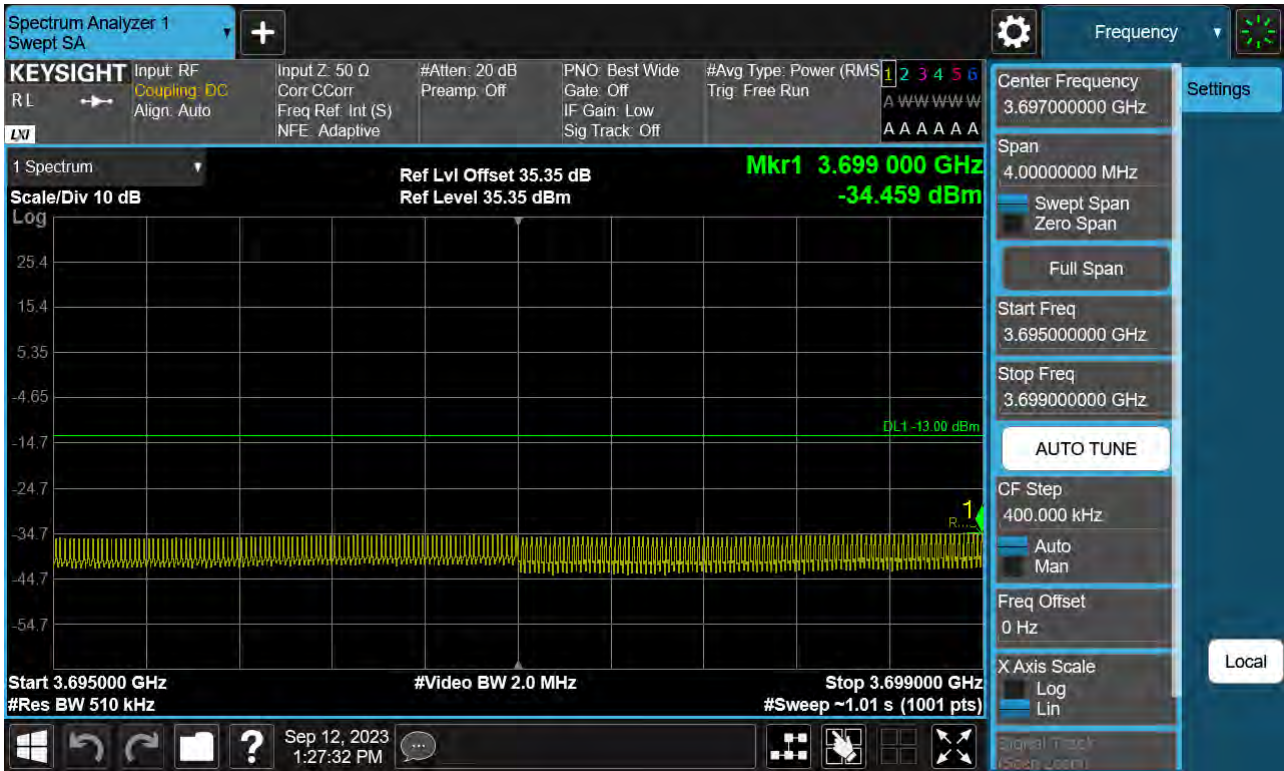 Spectrum Analyzer 1
Swept SA
Frequency
KEYSIGHT
RL
LXI
Input: RF
Coupling: DC
Align: Auto
Input Z: 50 Ω
Corr CCorr
Freq Ref: Int (S)
NFE: Adaptive
#Atten: 20 dB
Preamp: Off
PNO: Best Wide
Gate: Off
IF Gain: Low
Sig Track: Off
#Avg Type: Power (RMS
Trig: Free Run
1 2 3 4 5 6
A W W W W W
A A A A A A
Center Frequency
3.697000000 GHz
Settings
Span
4.00000000 MHz
Swept Span
Zero Span
Full Span
Start Freq
3.695000000 GHz
Stop Freq
3.699000000 GHz
AUTO TUNE
CF Step
400.000 kHz
Auto
Man
Freq Offset
0 Hz
X Axis Scale
Log
Lin
Signal Track
(Span Zoom)
Local
1 Spectrum
Scale/Div 10 dB
Log
Ref Lvl Offset 35.35 dB
Ref Level 35.35 dBm
Mkr1 3.699 000 GHz
-34.459 dBm
25.4
15.4
5.35
-4.65
-14.7
-24.7
-34.7
-44.7
-54.7
DL1 -13.00 dBm
1
R...
Start 3.695000 GHz
#Res BW 510 kHz
#Video BW 2.0 MHz
Stop 3.699000 GHz
#Sweep ~1.01 s (1001 pts)
?
Sep 12, 2023
1:27:32 PM